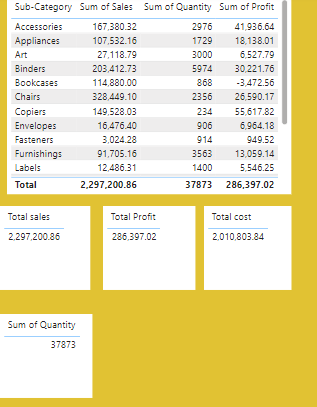 Sub-Category Sum of Sales Sum of Quantity Sum of Profit
Accessories 167,380.32 2976 41,936.64
Appliances 107,532.16 1729 18,138.01
Art 27,118.79 3000 6,527.79
Binders 203,412.73 5974 30,221.76
Bookcases 114,880.00 868 -3,472.56
Chairs 328,449.10 2356 26,590.17
Copiers 149,528.03 234 55,617.82
Envelopes 16,476.40 906 6,964.18
Fasteners 3,024.28 914 949.52
Furnishings 91,705.16 3563 13,059.14
Labels 12,486.31 1400 5,546.25
Total 2,297,200.86 37873 286,397.02
Total sales Total Profit Total cost
2,297,200.86 286,397.02 2,010,803.84
Sum of Quantity
37873